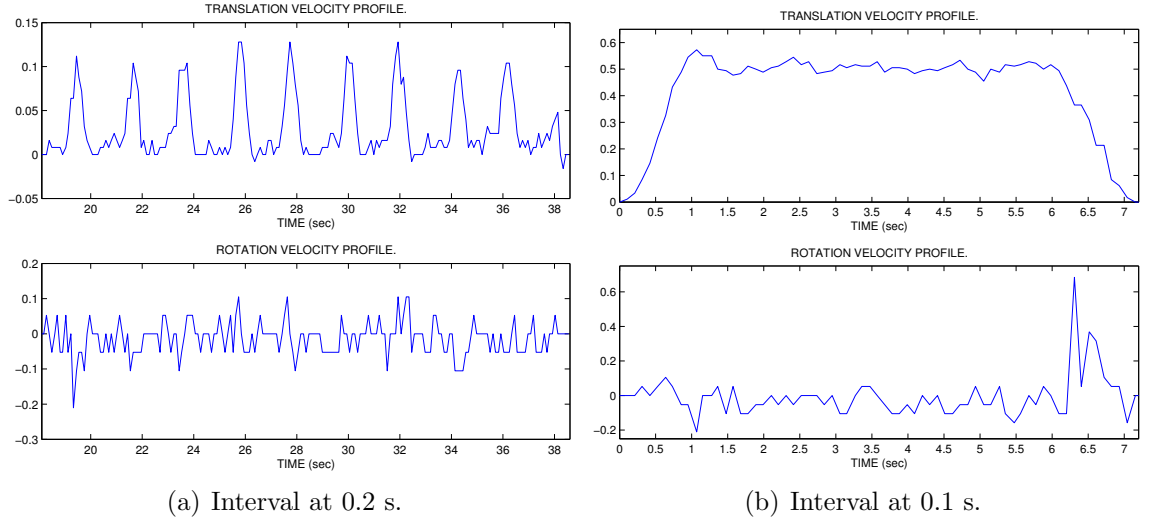 TRANSLATION VELOCITY PROFILE.
0.15
0.1
0.05
0
−0.05
20 22 24 26 28 30 32 34 36 38
TIME (sec)
ROTATION VELOCITY PROFILE.
0.2
0.1
0
−0.1
−0.2
−0.3
20 22 24 26 28 30 32 34 36 38
TIME (sec)
(a) Interval at 0.2 s.
TRANSLATION VELOCITY PROFILE.
0.6
0.5
0.4
0.3
0.2
0.1
0
0 0.5 1 1.5 2 2.5 3 3.5 4 4.5 5 5.5 6 6.5 7
TIME (sec)
ROTATION VELOCITY PROFILE.
0.6
0.4
0.2
0
−0.2
0 0.5 1 1.5 2 2.5 3 3.5 4 4.5 5 5.5 6 6.5 7
TIME (sec)
(b) Interval at 0.1 s.